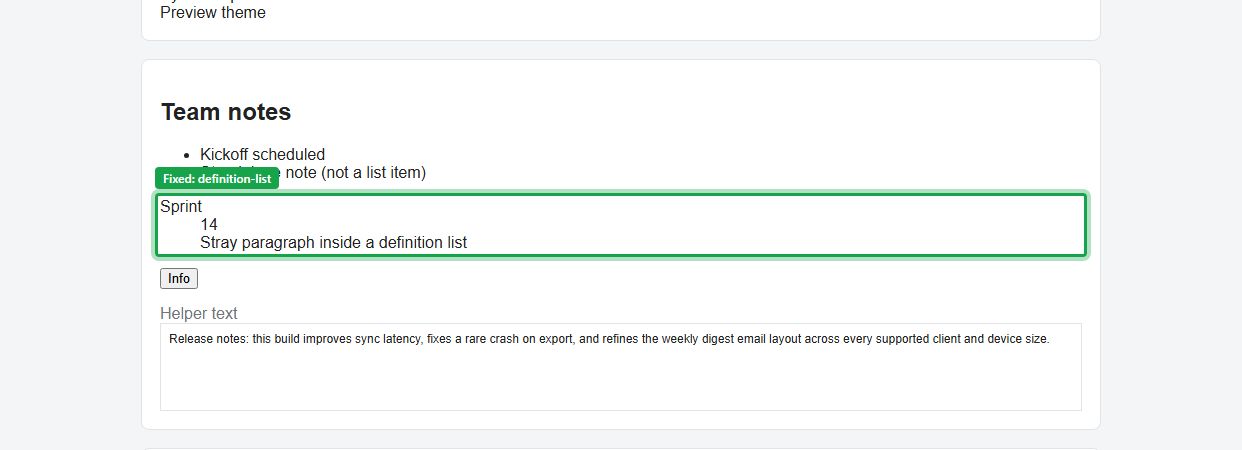 Preview theme
Team notes
Kickoff scheduled
note (not a list item)
Fixed: definition-list
Sprint
14
Stray paragraph inside a definition list
Info
Helper text
Release notes: this build improves sync latency, fixes a rare crash on export, and refines the weekly digest email layout across every supported client and device size.